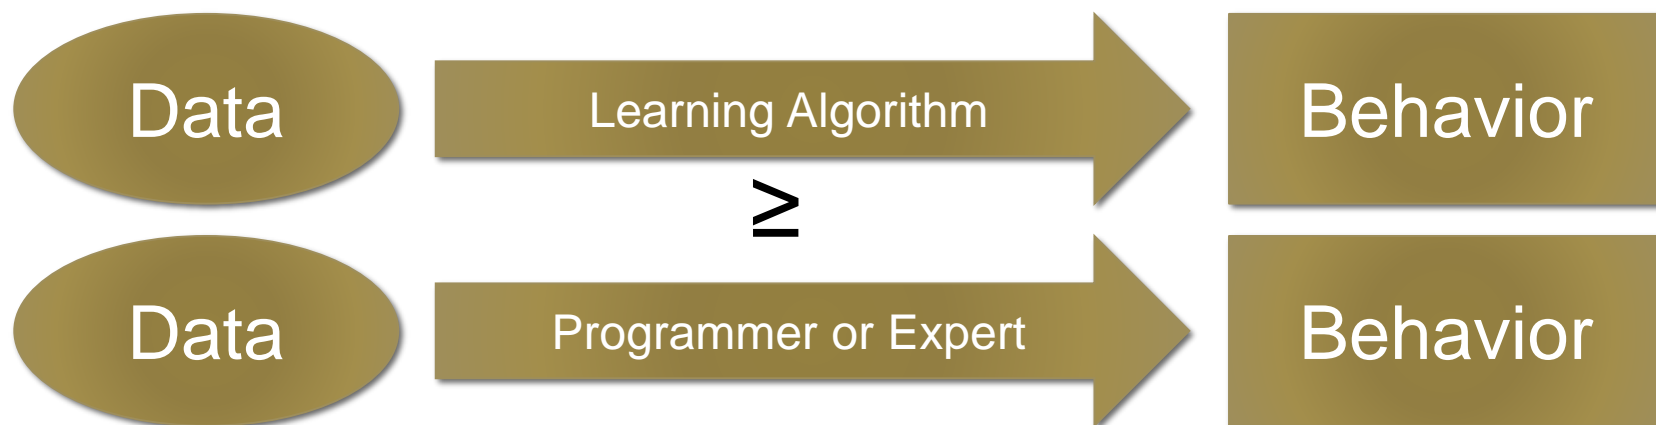 Data
Learning Algorithm
Behavior
≥
Data
Programmer or Expert
Behavior